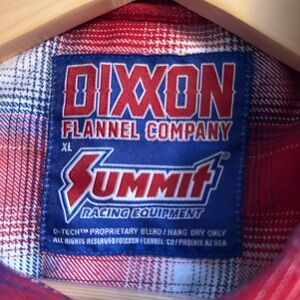 DIXXON
FLANNEL COMPANY
XL
SUMMIT
RACING EQUIPMENT
D-TECH™ PROPRIETARY BLEND / HANG DRY ONLY
ALL RIGHTS RESERVED/DIXXON FLANNEL CO/PHOENIX AZ USA